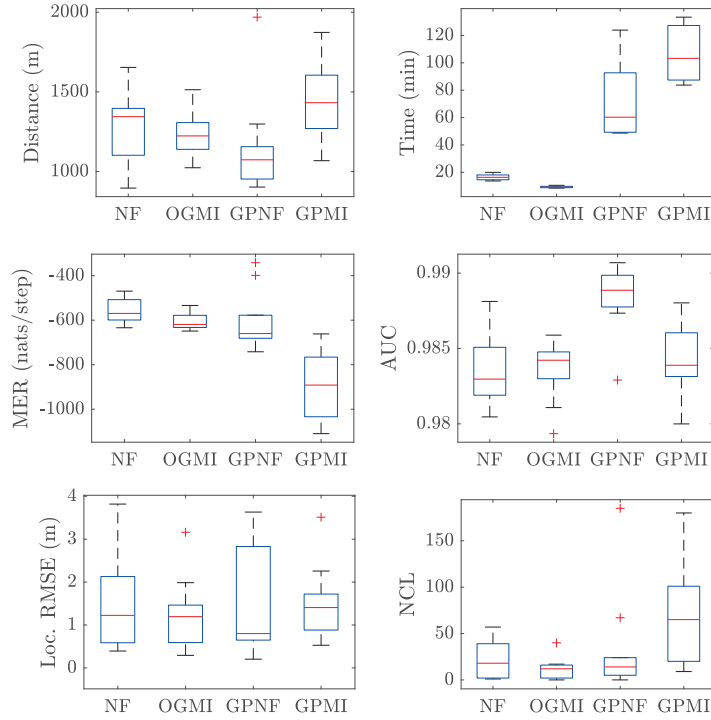 Distance (m)
1500
1000
NF OGMI GPNF GPMI
Time (min)
120
100
80
60
40
20
NF OGMI GPNF GPMI
MER (nats/step)
-400
-600
-800
-1000
NF OGMI GPNF GPMI
AUC
0.99
0.985
0.98
NF OGMI GPNF GPMI
Loc. RMSE (m)
4
3
2
1
0
NF OGMI GPNF GPMI
NCL
150
100
50
0
NF OGMI GPNF GPMI